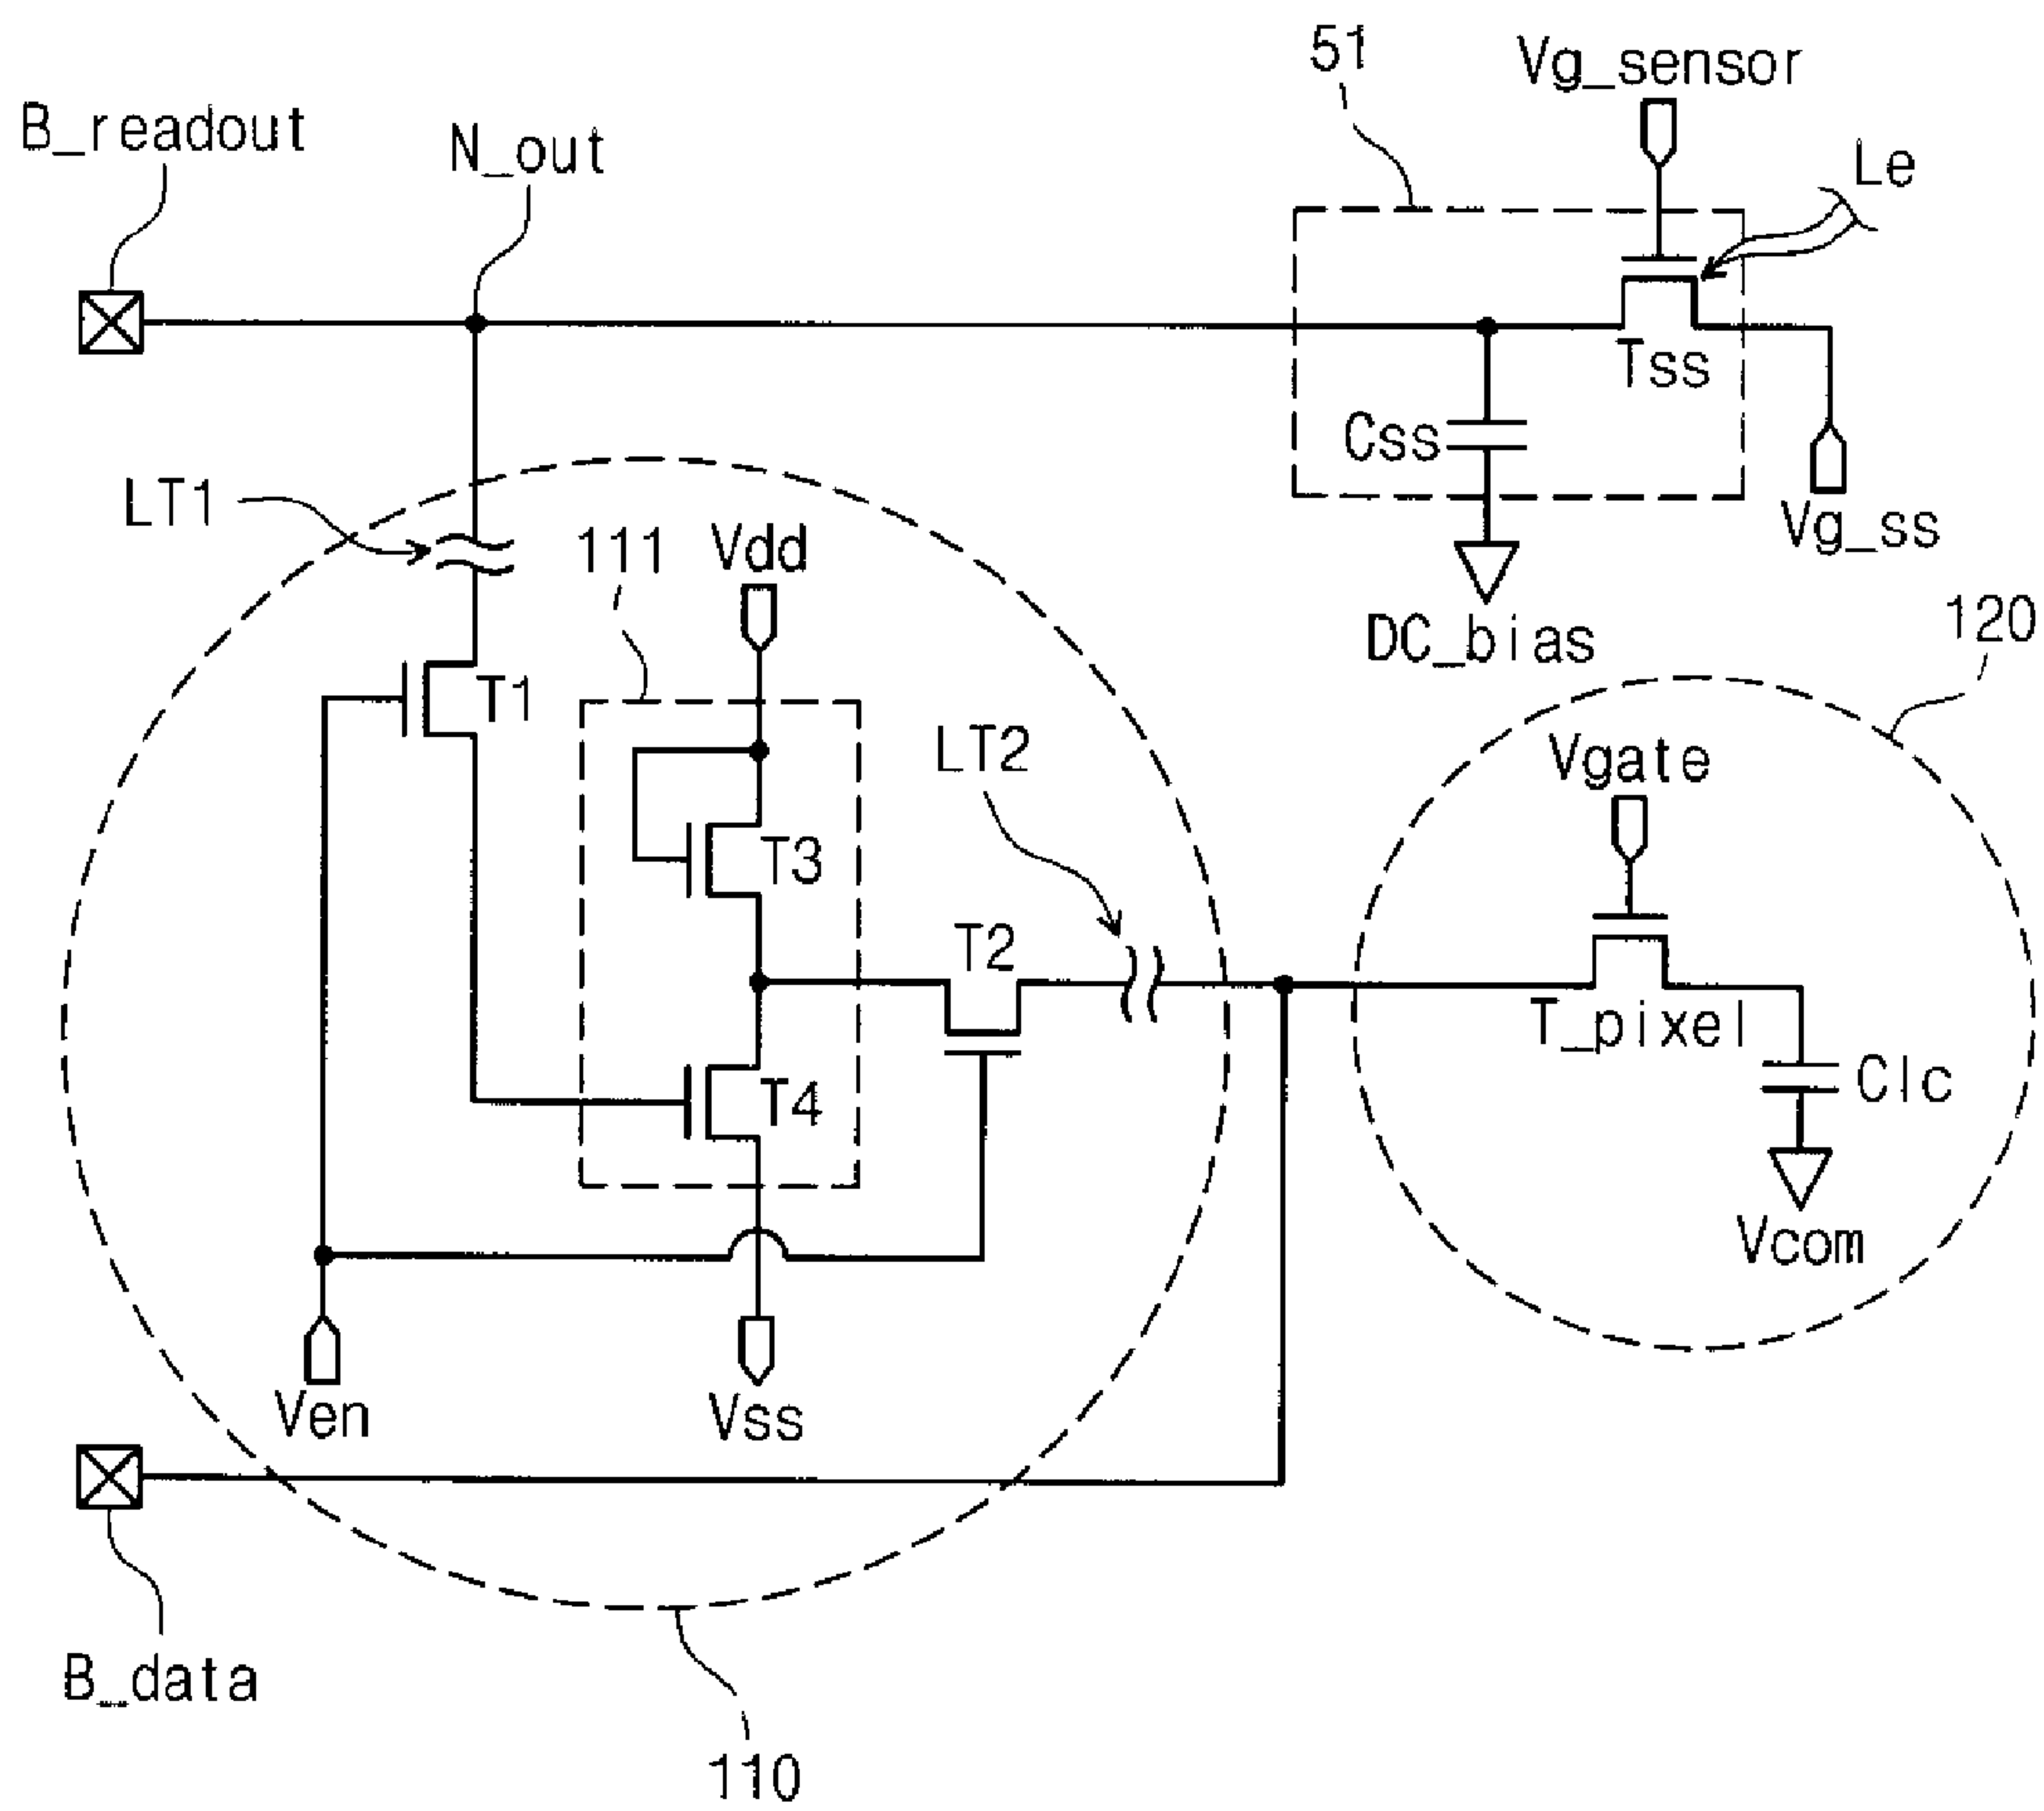 51
Vg_sensor
B_readout
N_out
Le
Tss
Css
LT1
111
Vdd
Vg_ss
DC_bias
120
T1
LT2
Vgate
T3
T2
T_pixel
T4
Clc
Vcom
Ven
Vss
B_data
110